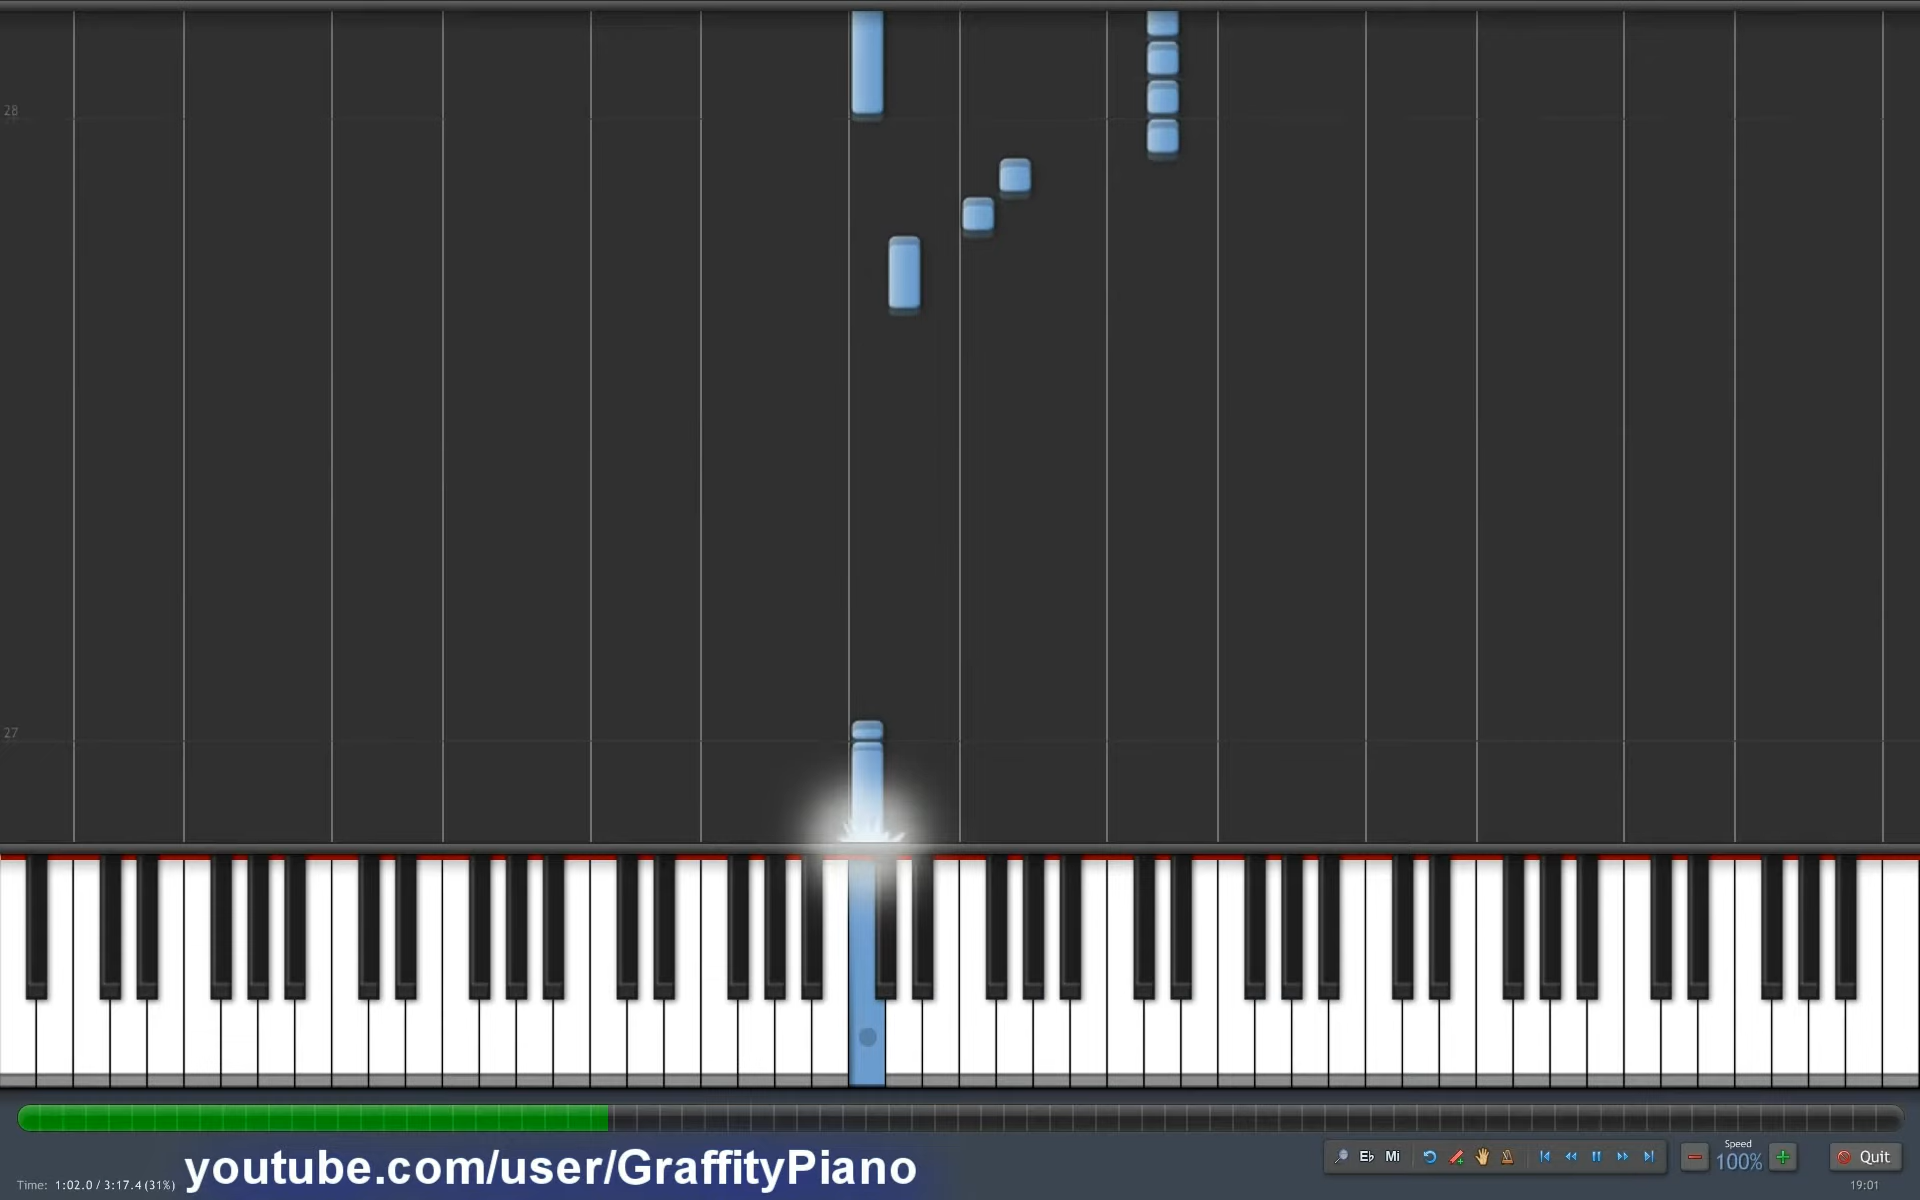 28
27
youtube.com/user/GraffityPiano
Time: 1:02.0 / 3:17.4 (31%)
Eb Mi
Speed
100%
Quit
19:01